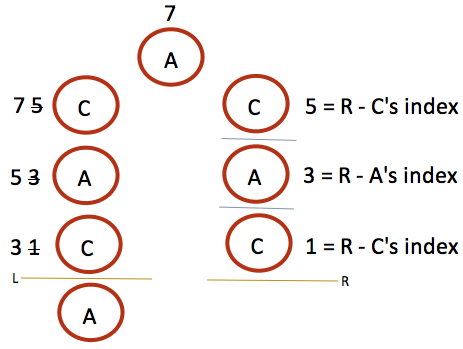 7
A
7 5 C C 5 = R - C's index
5 3 A A 3 = R - A's index
3 1 C C 1 = R - C's index
L R
A